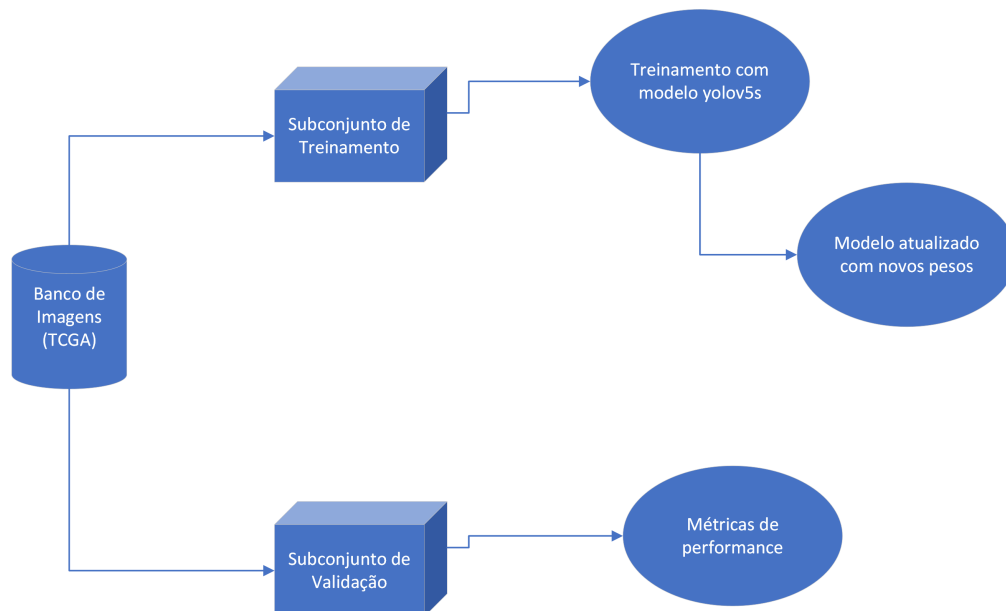 Treinamento com
modelo yolov5s
Subconjunto de
Treinamento
Modelo atualizado
com novos pesos
Banco de
Imagens
(TCGA)
Subconjunto de
Validação
Métricas de
performance